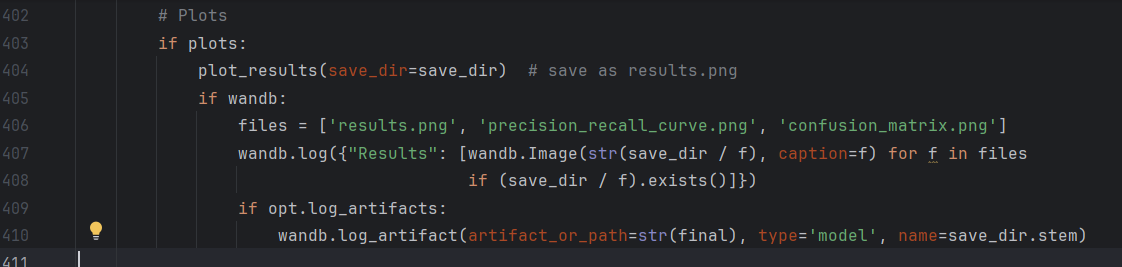 402 # Plots
403 if plots:
404 plot_results(save_dir=save_dir)  # save as results.png
405 if wandb:
406 files = ['results.png', 'precision_recall_curve.png', 'confusion_matrix.png']
407 wandb.log({"Results": [wandb.Image(str(save_dir / f), caption=f) for f in files
408 if (save_dir / f).exists()]})
409 if opt.log_artifacts:
410 wandb.log_artifact(artifact_or_path=str(final), type='model', name=save_dir.stem)
411